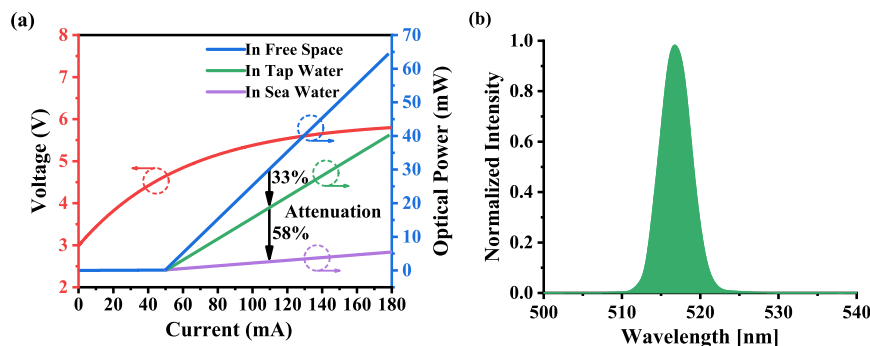 (a)
8
7
6
5
4
3
2
Voltage (V)
0 20 40 60 80 100 120 140 160 180
Current (mA)
70
60
50
40
30
20
10
0
Optical Power (mW)
In Free Space
In Tap Water
In Sea Water
33%
Attenuation
58%
(b)
1.0
0.8
0.6
0.4
0.2
0.0
Normalized Intensity
500 510 520 530 540
Wavelength [nm]